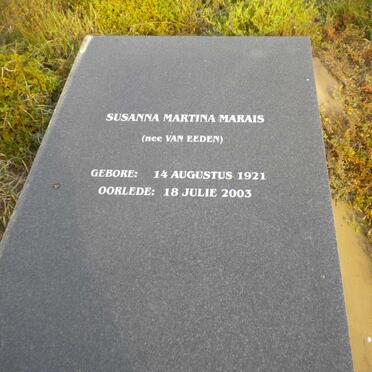 SUSANNA MARTINA MARAIS
(nee VAN EEDEN)
GEBORE: 14 AUGUSTUS 1921
OORLEDE: 18 JULIE 2003